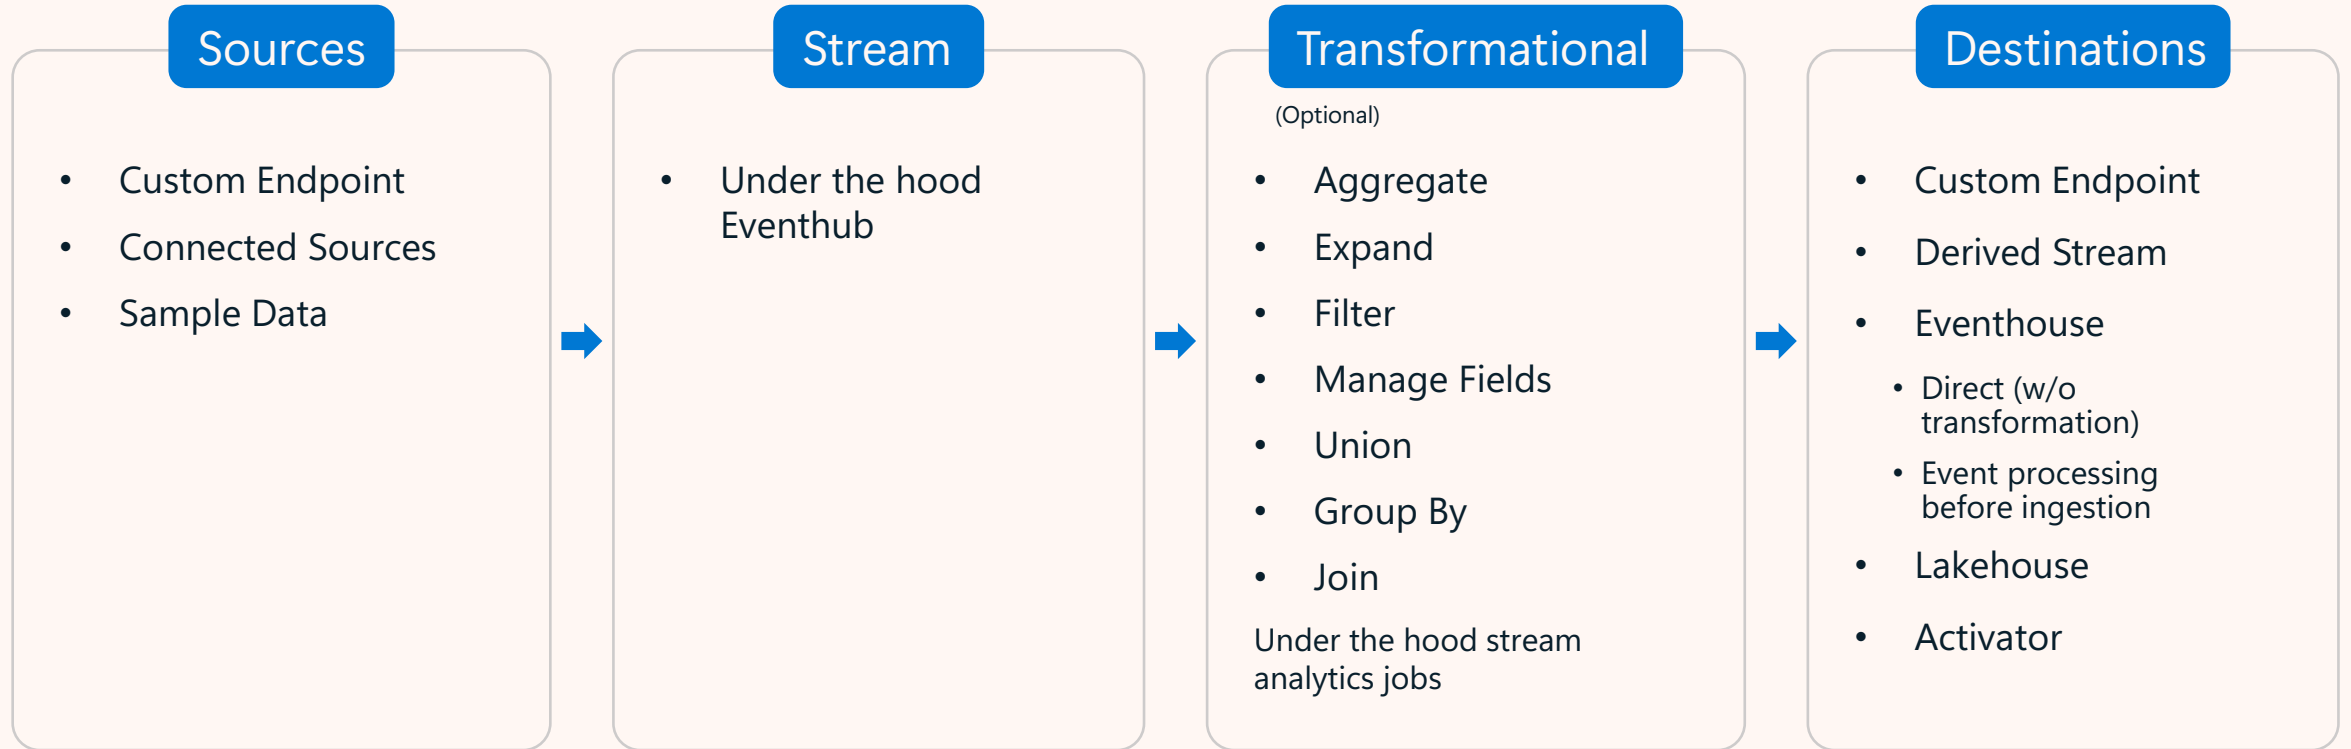 Sources
• Custom Endpoint
• Connected Sources
• Sample Data
Stream
• Under the hood
Eventhub
Transformational
(Optional)
• Aggregate
• Expand
• Filter
• Manage Fields
• Union
• Group By
• Join
Under the hood stream
analytics jobs
Destinations
• Custom Endpoint
• Derived Stream
• Eventhouse
• Direct (w/o
transformation)
• Event processing
before ingestion
• Lakehouse
• Activator